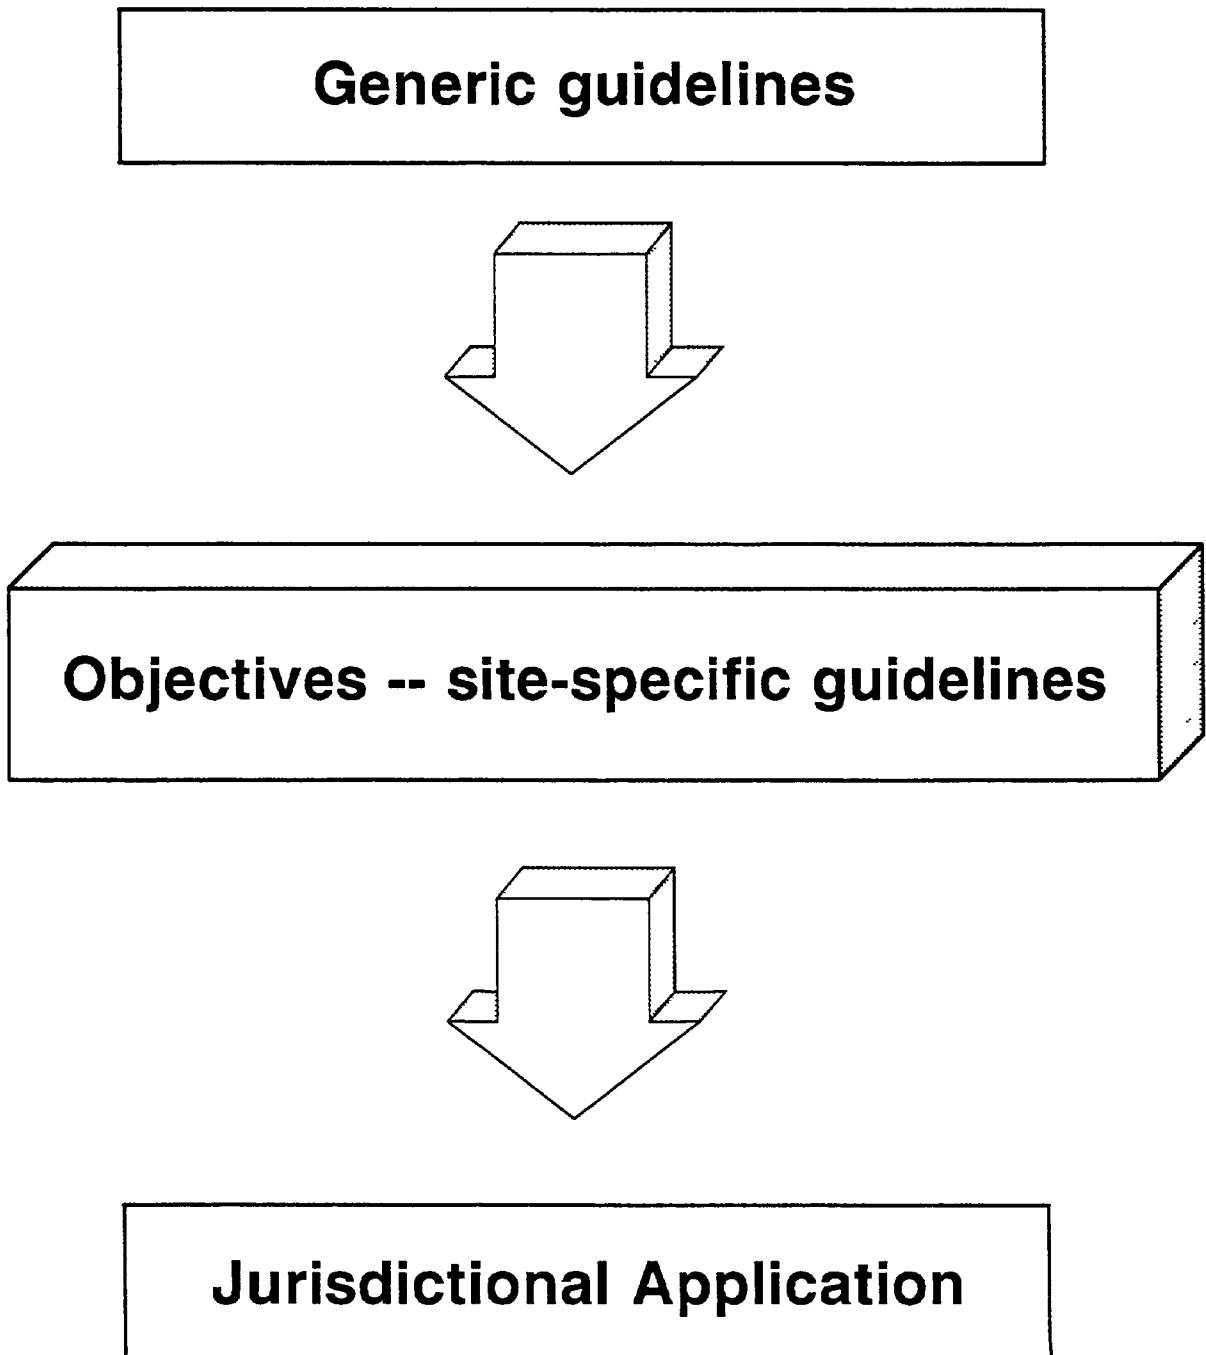 Generic guidelines
Objectives -- site-specific guidelines
Jurisdictional Application